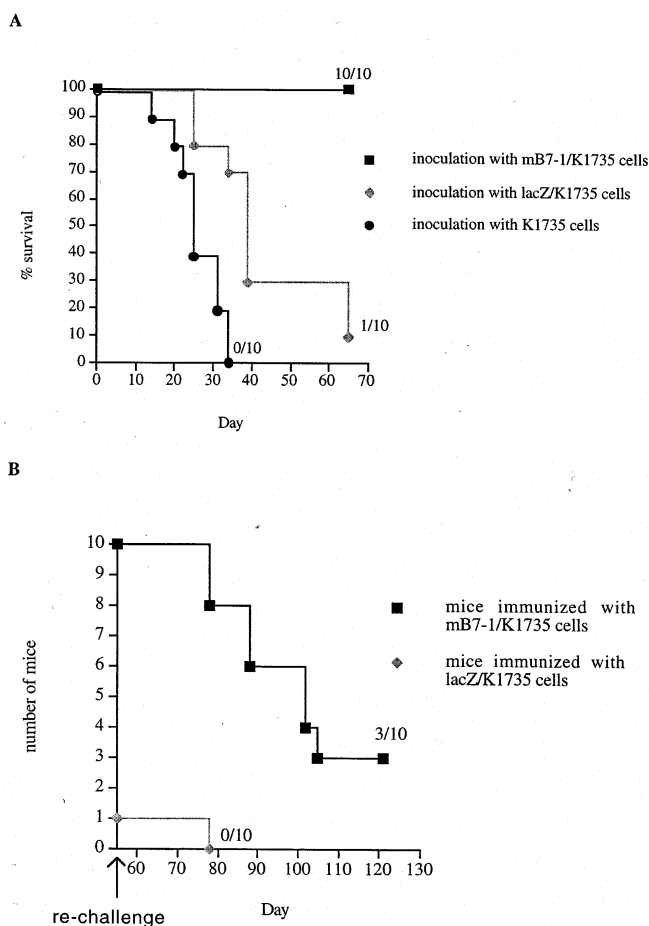 A
10/10
100
90
80
70
60
50
40
30
20
10
0
% survival
0/10
1/10
0 10 20 30 40 50 60 70
Day
inoculation with mB7-1/K1735 cells
inoculation with lacZ/K1735 cells
inoculation with K1735 cells
B
10
9
8
7
6
5
4
3
2
1
0
number of mice
3/10
0/10
60 70 80 90 100 110 120 130
re-challenge
Day
mice immunized with
mB7-1/K1735 cells
mice immunized with
lacZ/K1735 cells